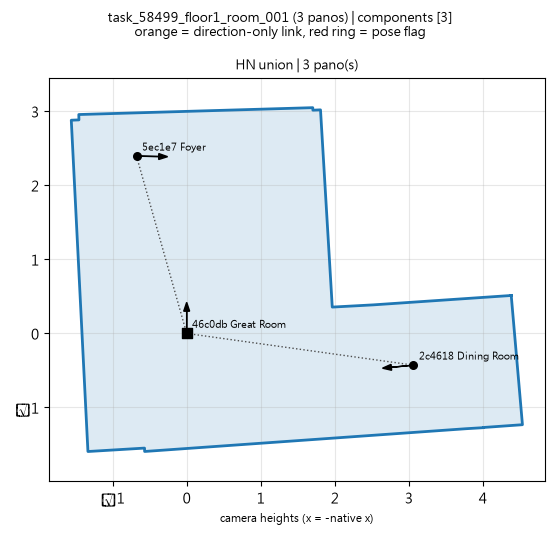 task_58499_floor1_room_001 (3 panos) | components [3]
orange = direction-only link, red ring = pose flag
HN union | 3 pano(s)
3
5ec1e7 Foyer
2
1
46c0db Great Room
0
2c4618 Dining Room
1
1 0 1 2 3 4
camera heights (x = -native x)